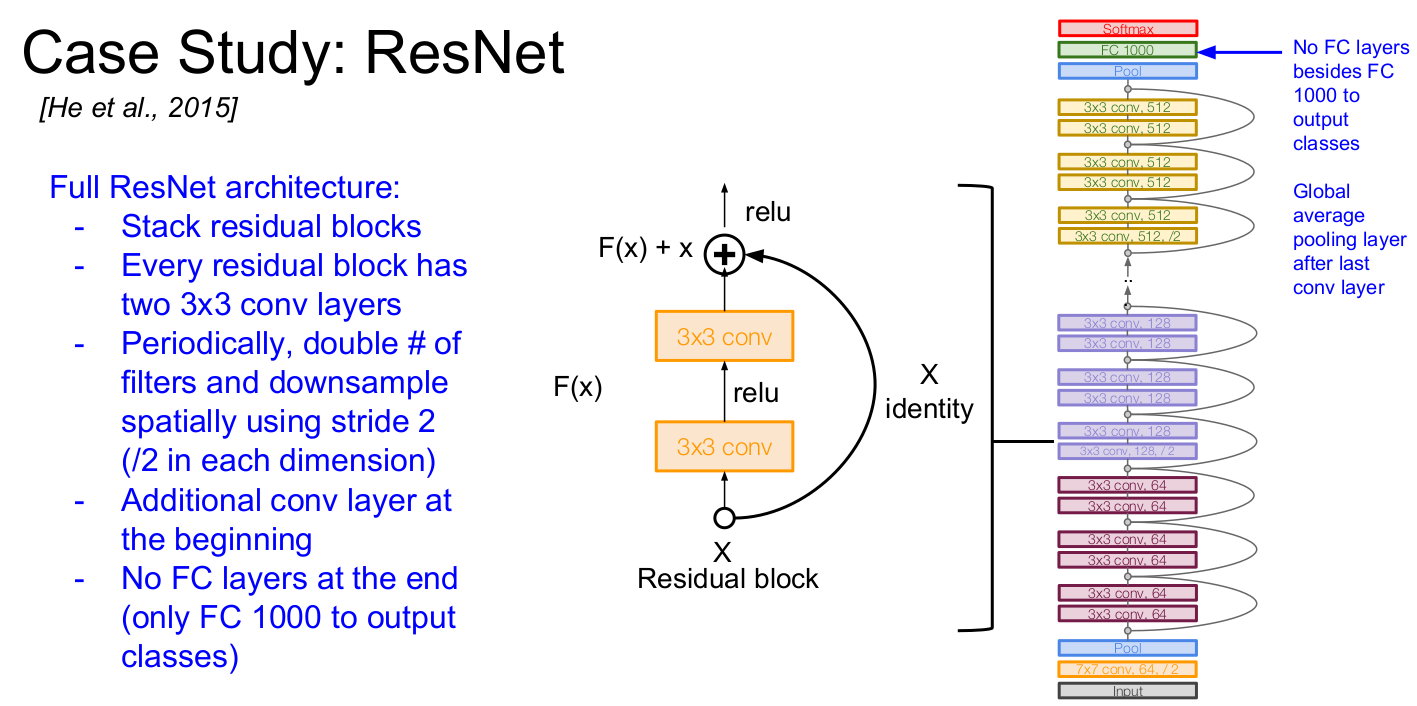 Case Study: ResNet
[He et al., 2015]
Full ResNet architecture:
- Stack residual blocks
- Every residual block has
two 3x3 conv layers
- Periodically, double # of
filters and downsample
spatially using stride 2
(/2 in each dimension)
- Additional conv layer at
the beginning
- No FC layers at the end
(only FC 1000 to output
classes)
relu
F(x) + x
3x3 conv
F(x)
relu
X
identity
3x3 conv
X
Residual block
Softmax
FC 1000
Pool
3x3 conv, 512
3x3 conv, 512
3x3 conv, 512
3x3 conv, 512
3x3 conv, 512
3x3 conv, 512, /2
...
3x3 conv, 128
3x3 conv, 128
3x3 conv, 128
3x3 conv, 128
3x3 conv, 128
3x3 conv, 128, / 2
3x3 conv, 64
3x3 conv, 64
3x3 conv, 64
3x3 conv, 64
3x3 conv, 64
3x3 conv, 64
Pool
7x7 conv, 64, / 2
Input
No FC layers
besides FC
1000 to
output
classes
Global
average
pooling layer
after last
conv layer